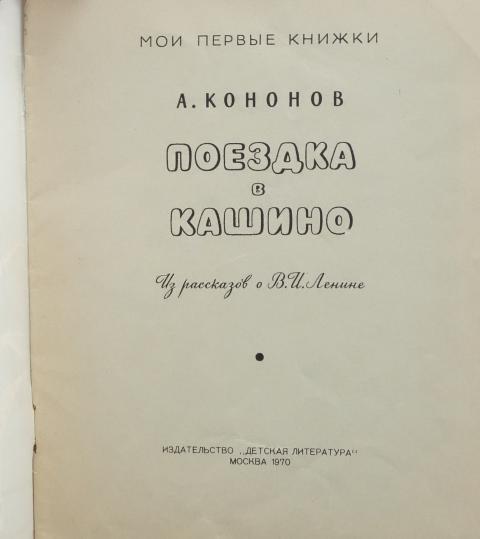 МОИ ПЕРВЫЕ КНИЖКИ
А. КОНОНОВ
ПОЕЗДКА
В
КАШИНО
Из рассказов о В. И. Ленине
ИЗДАТЕЛЬСТВО „ДЕТСКАЯ ЛИТЕРАТУРА"
МОСКВА 1970